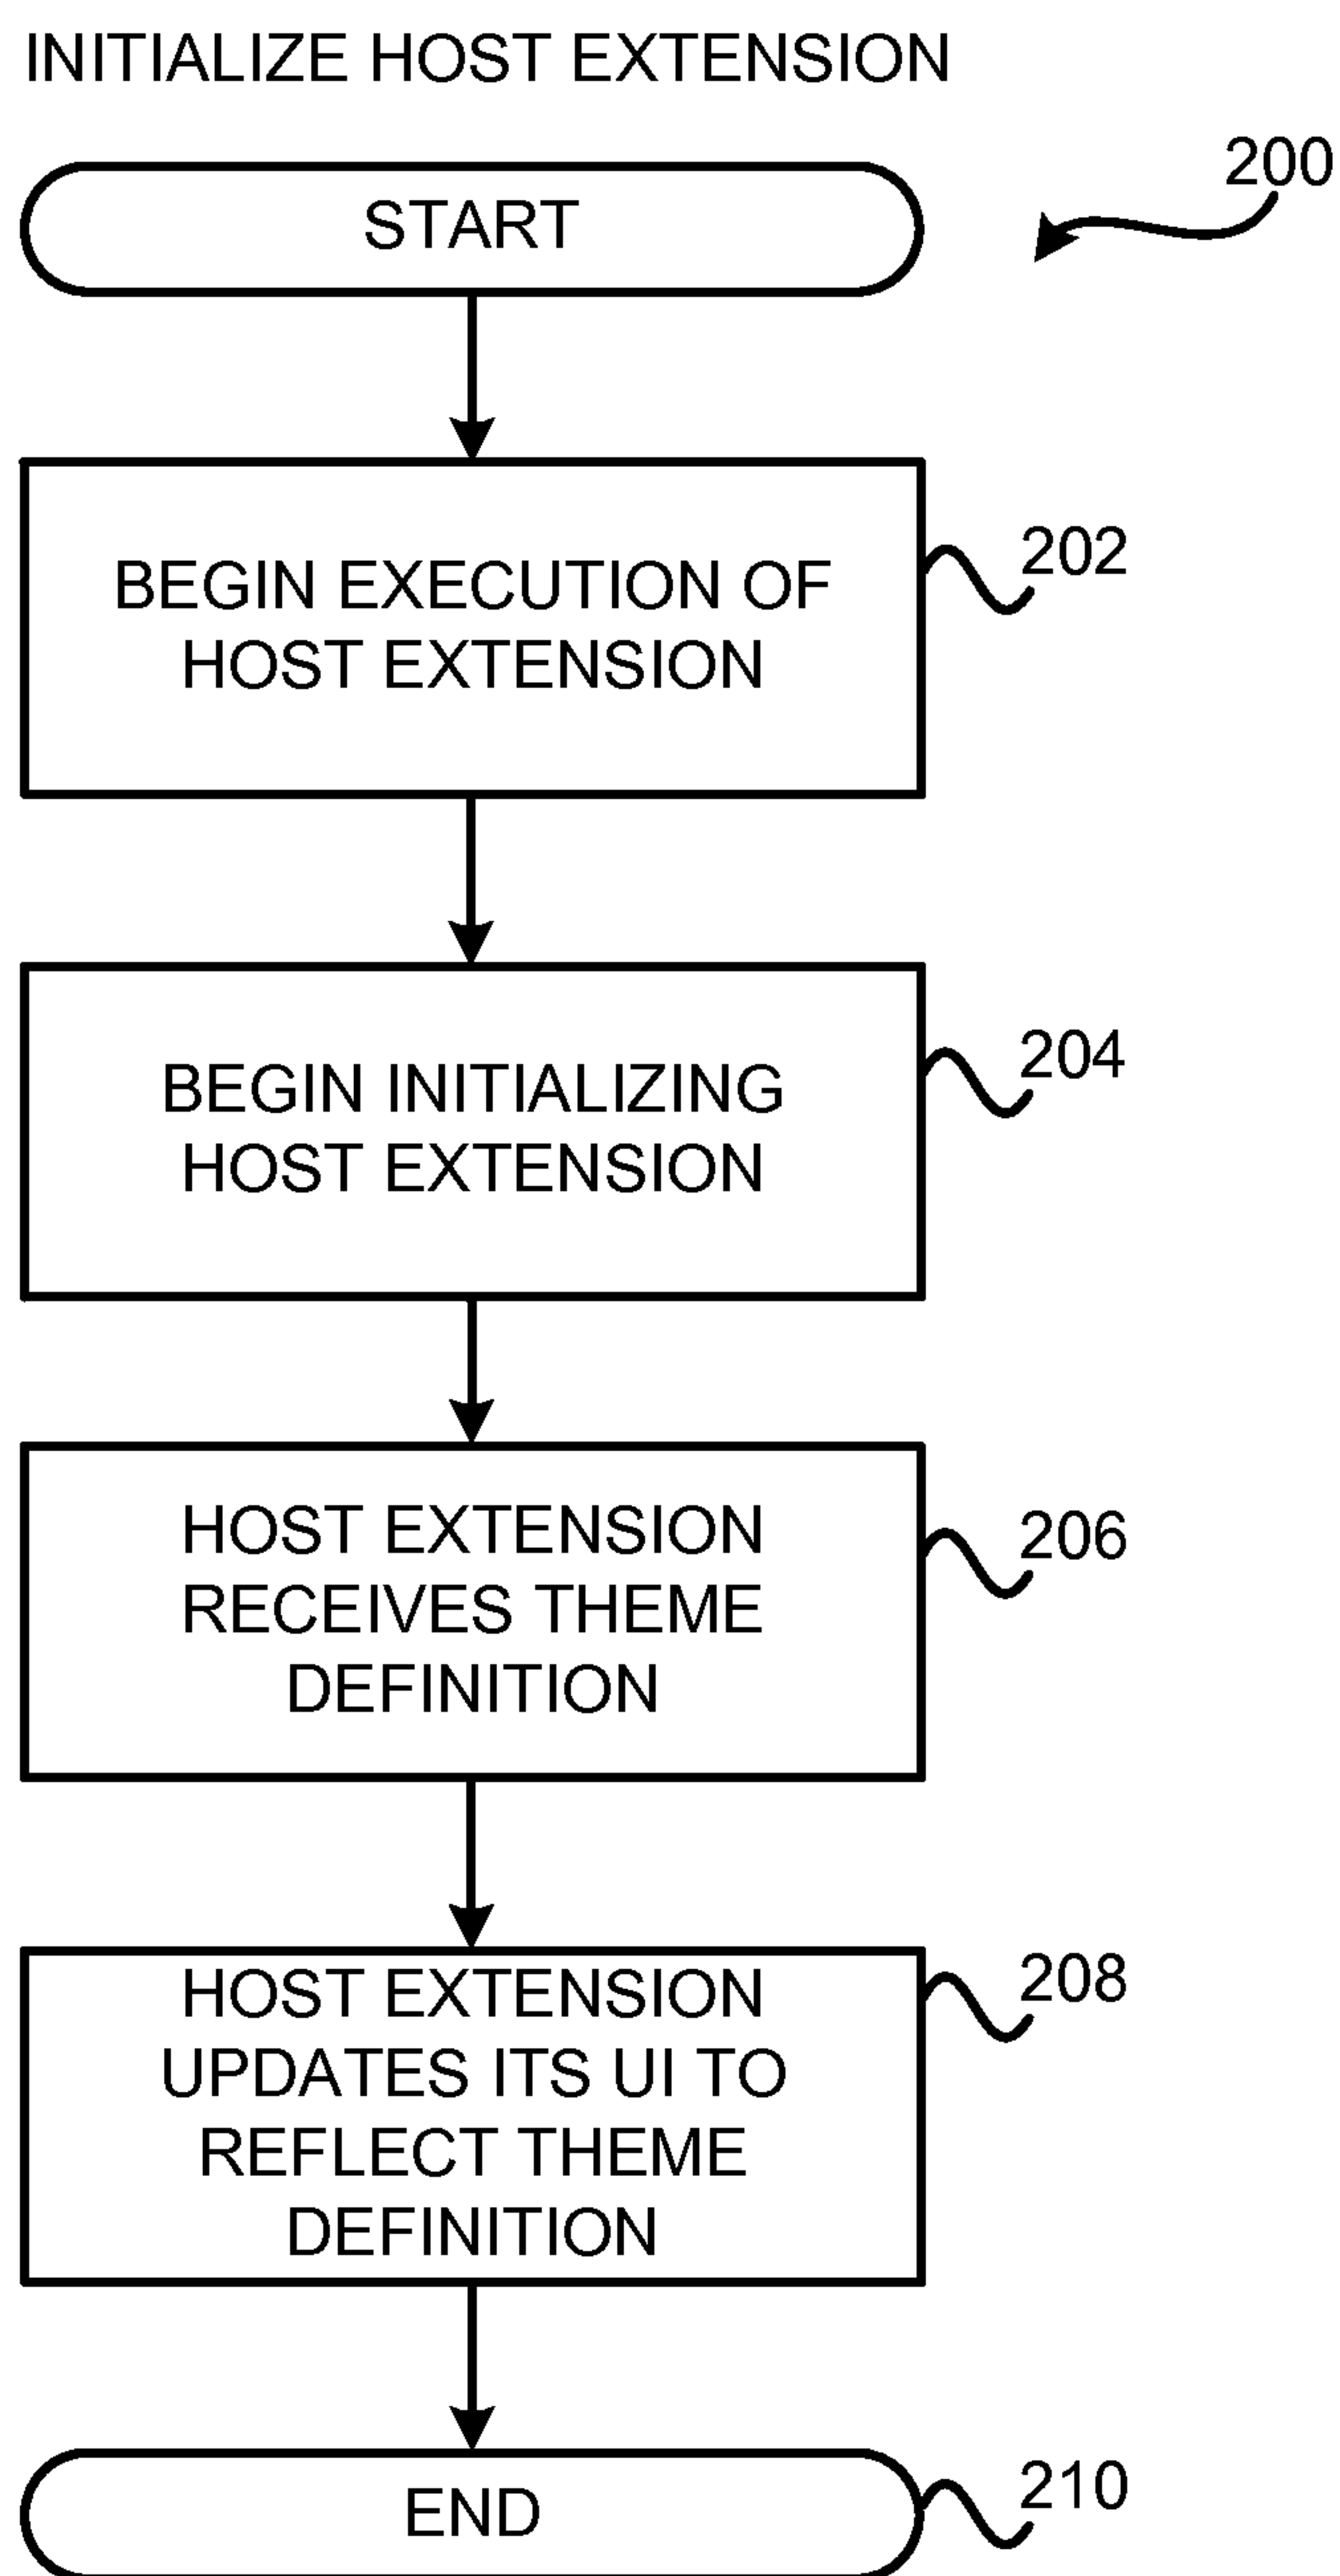 INITIALIZE HOST EXTENSION
START
200
BEGIN EXECUTION OF
HOST EXTENSION
202
BEGIN INITIALIZING
HOST EXTENSION
204
HOST EXTENSION
RECEIVES THEME
DEFINITION
206
HOST EXTENSION
UPDATES ITS UI TO
REFLECT THEME
DEFINITION
208
END
210